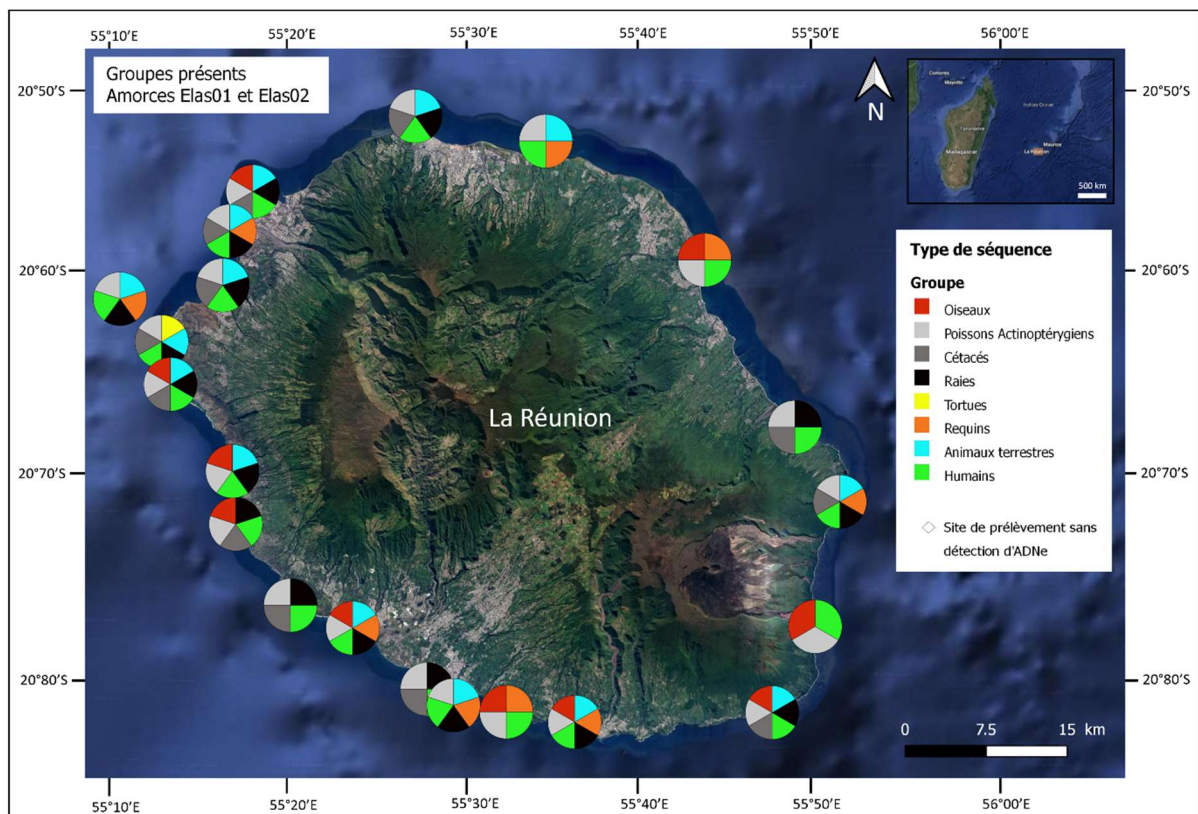 55°10'E 55°20'E 55°30'E 55°40'E 55°50'E 56°00'E
Groupes présents
Amorces Elas01 et Elas02
20°50'S
20°50'S
N
Comores
Mayotte
Indian Ocean
Madagascar
Maurice
La Réunion
500 km
20°60'S
20°60'S
Type de séquence
Groupe
Oiseaux
Poissons Actinoptérygiens
Cétacés
Raies
Tortues
Requins
Animaux terrestres
Humains
Site de prélèvement sans
détection d'ADNe
La Réunion
20°70'S
20°70'S
20°80'S
20°80'S
0 7.5 15 km
55°10'E 55°20'E 55°30'E 55°40'E 55°50'E 56°00'E